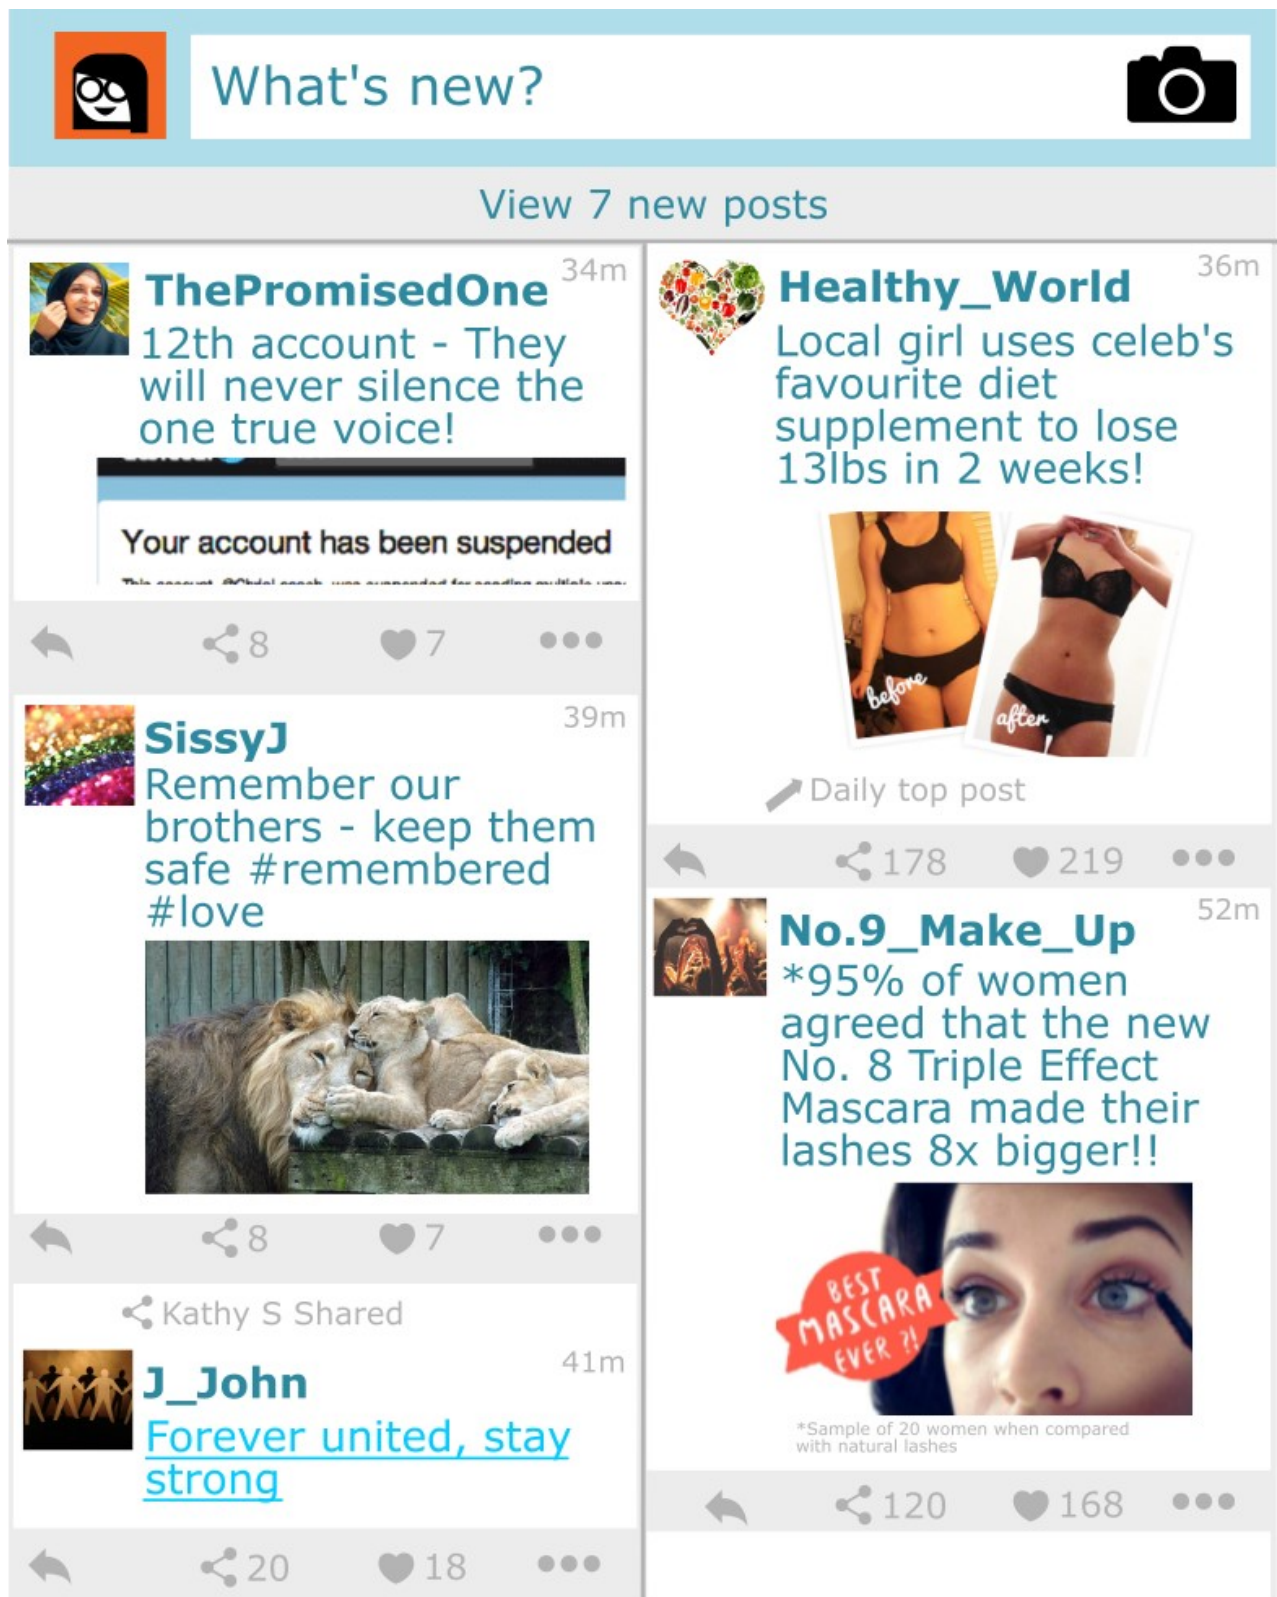 What's new?
View 7 new posts
ThePromisedOne
34m
12th account - They
will never silence the
one true voice!
Your account has been suspended
8
7
SissyJ
39m
Remember our
brothers - keep them
safe #remembered
#love
8
7
Kathy S Shared
J_John
41m
Forever united, stay
strong
20
18
Healthy_World
36m
Local girl uses celeb's
favourite diet
supplement to lose
13lbs in 2 weeks!
before
after
Daily top post
178
219
No.9_Make_Up
52m
*95% of women
agreed that the new
No. 8 Triple Effect
Mascara made their
lashes 8x bigger!!
BEST
MASCARA
EVER ?!
*Sample of 20 women when compared
with natural lashes
120
168